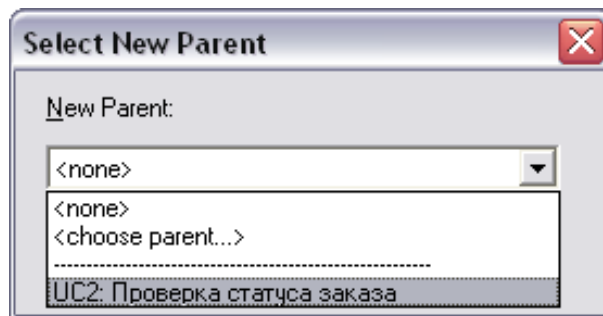 Select New Parent
New Parent:
<none>
<none>
<choose parent...>
-----------------------------------------------------
UC2: Проверка статуса заказа